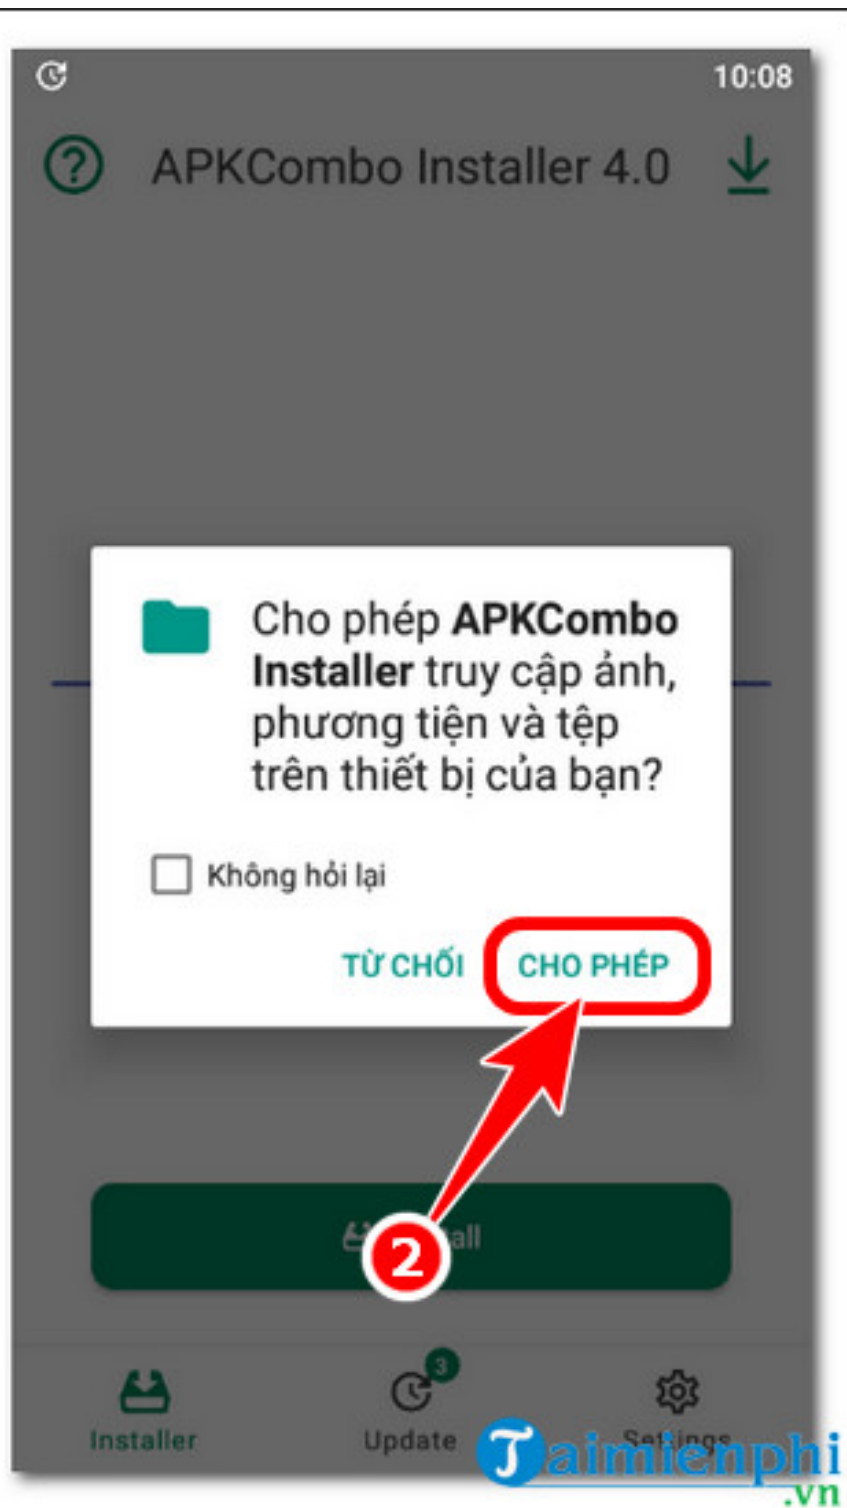 10:08
APKCombo Installer 4.0
Cho phép APKCombo
Installer truy cập ảnh,
phương tiện và tệp
trên thiết bị của bạn?
Không hỏi lại
TỪ CHỐI CHO PHÉP
2
3
Installer Update Settings
Taimienphi
.vn